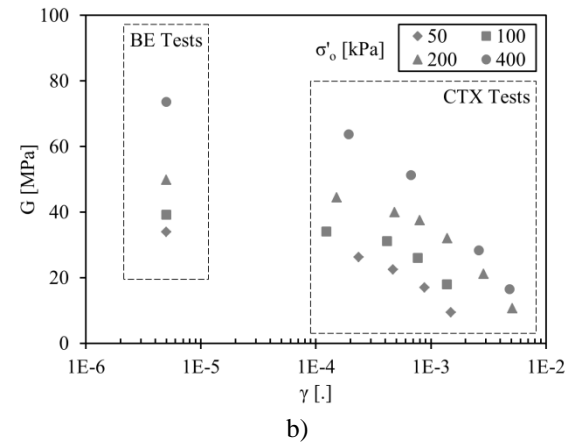 BE Tests
σ'o [kPa]
50 100
200 400
CTX Tests
G [MPa]
100
80
60
40
20
0
1E-6 1E-5 1E-4 1E-3 1E-2
γ [.]
b)